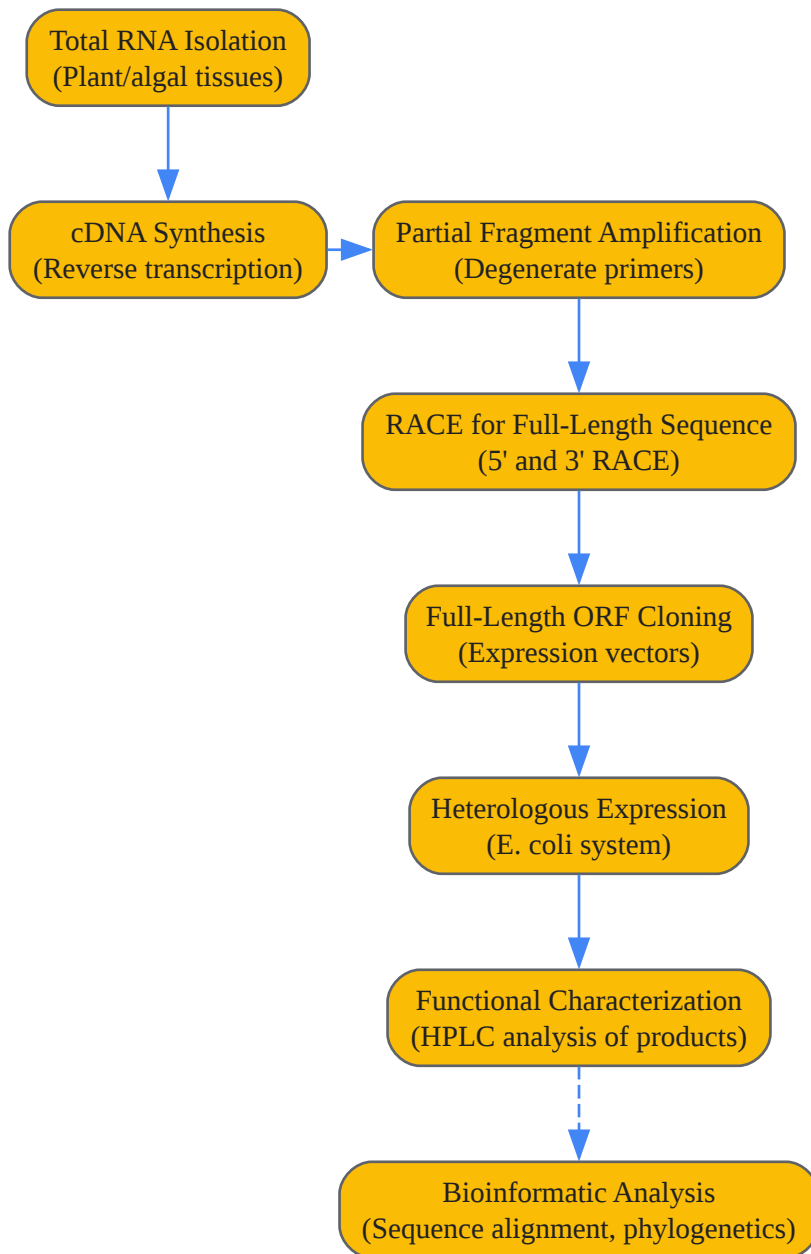 Total RNA Isolation
(Plant/algal tissues)
cDNA Synthesis
(Reverse transcription)
Partial Fragment Amplification
(Degenerate primers)
RACE for Full-Length Sequence
(5' and 3' RACE)
Full-Length ORF Cloning
(Expression vectors)
Heterologous Expression
(E. coli system)
Functional Characterization
(HPLC analysis of products)
Bioinformatic Analysis
(Sequence alignment, phylogenetics)